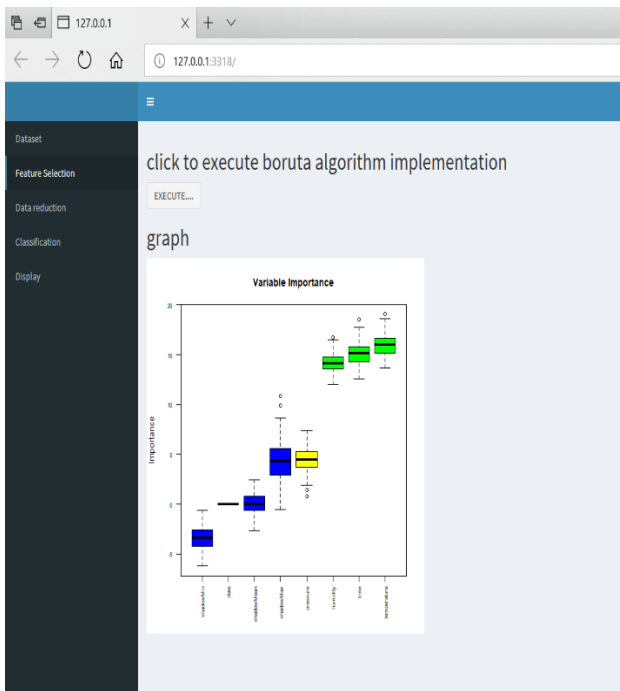 127.0.0.1
127.0.0.1:3318/
Dataset
Feature Selection
Data reduction
Classification
Display
click to execute boruta algorithm implementation
EXECUTE....
graph
Variable Importance
Importance
20
15
10
5
0
-5
shadowMin
date
shadowMean
shadowMax
pressure
humidity
time
temperature